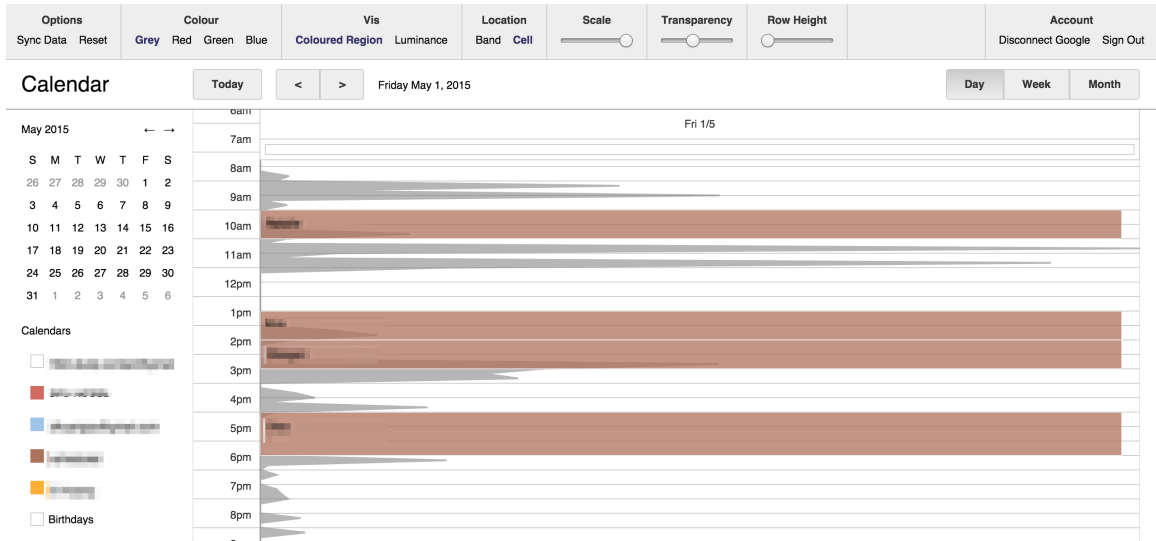 Options Colour Vis Location Scale Transparency Row Height Account
Sync Data Reset Grey Red Green Blue Coloured Region Luminance Band Cell Disconnect Google Sign Out
Calendar Today < > Friday May 1, 2015 Day Week Month
May 2015 ← →
S M T W T F S
26 27 28 29 30 1 2
3 4 5 6 7 8 9
10 11 12 13 14 15 16
17 18 19 20 21 22 23
24 25 26 27 28 29 30
31 1 2 3 4 5 6
Calendars
Birthdays
Fri 1/5
6am
7am
8am
9am
10am
11am
12pm
1pm
2pm
3pm
4pm
5pm
6pm
7pm
8pm